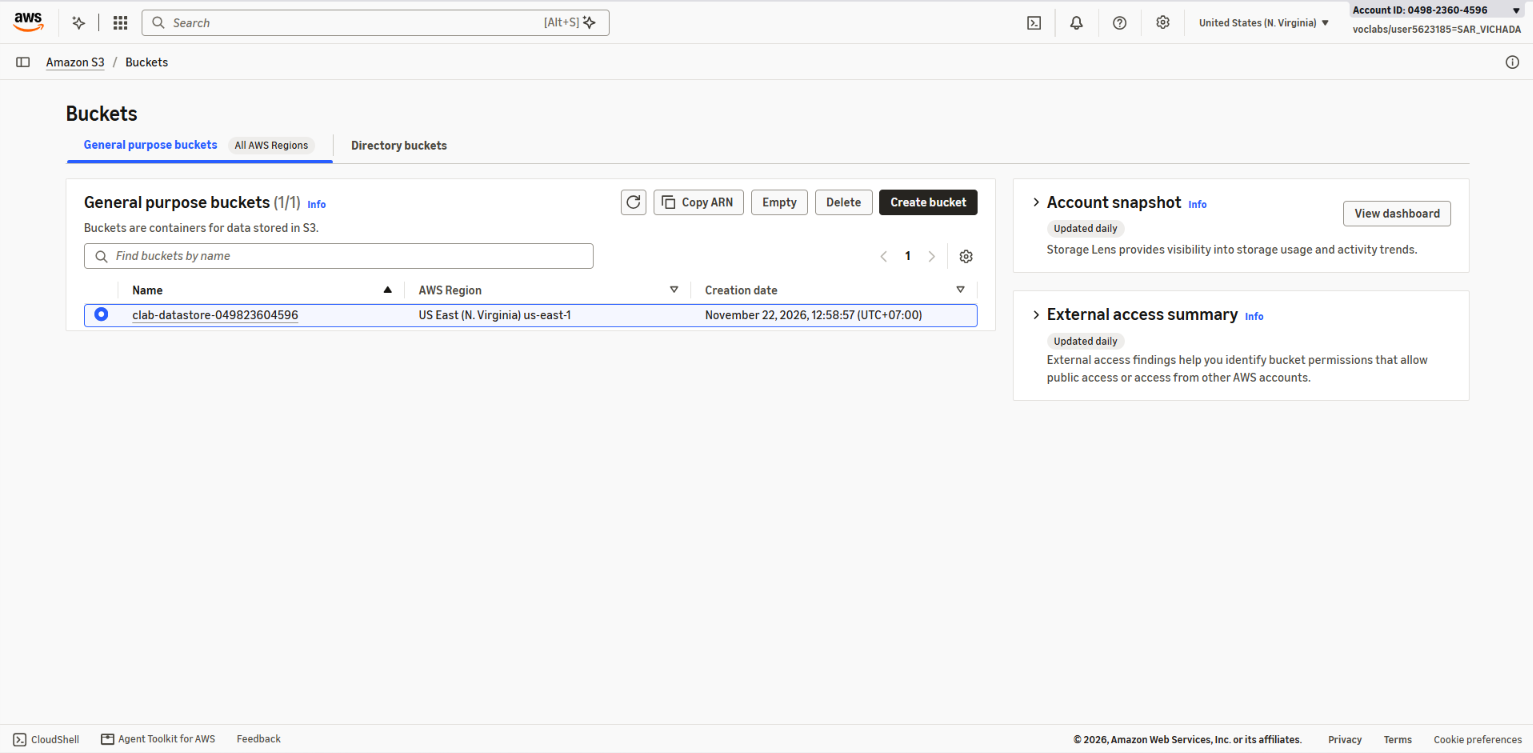 aws
Search [Alt+S]
United States (N. Virginia) ▼
Account ID: 0498-2360-4596 ▼
voclabs/user5623185=SAR_VICHADA
Amazon S3 / Buckets
Buckets
General purpose buckets All AWS Regions Directory buckets
General purpose buckets (1/1) Info
Copy ARN Empty Delete Create bucket
Buckets are containers for data stored in S3.
Find buckets by name
1
Name AWS Region Creation date
clab-datastore-049823604596 US East (N. Virginia) us-east-1 November 22, 2026, 12:58:57 (UTC+07:00)
Account snapshot Info
View dashboard
Updated daily
Storage Lens provides visibility into storage usage and activity trends.
External access summary Info
Updated daily
External access findings help you identify bucket permissions that allow
public access or access from other AWS accounts.
CloudShell Agent Toolkit for AWS Feedback © 2026, Amazon Web Services, Inc. or its affiliates. Privacy Terms Cookie preferences